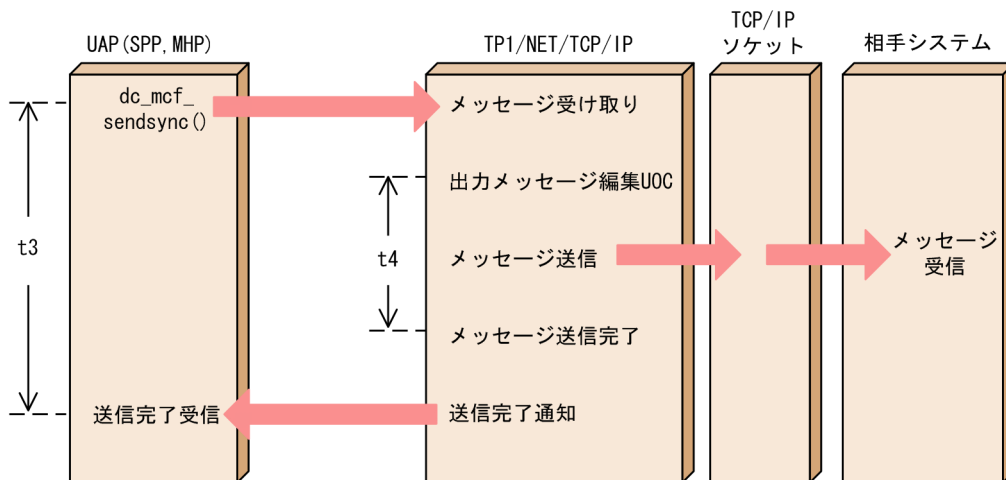 UAP(SPP,MHP)
TP1/NET/TCP/IP
TCP/IP
ソケット
相手システム
dc_mcf_
sendsync()
メッセージ受け取り
出力メッセージ編集UOC
t3
t4
メッセージ送信
メッセージ
受信
メッセージ送信完了
送信完了受信
送信完了通知